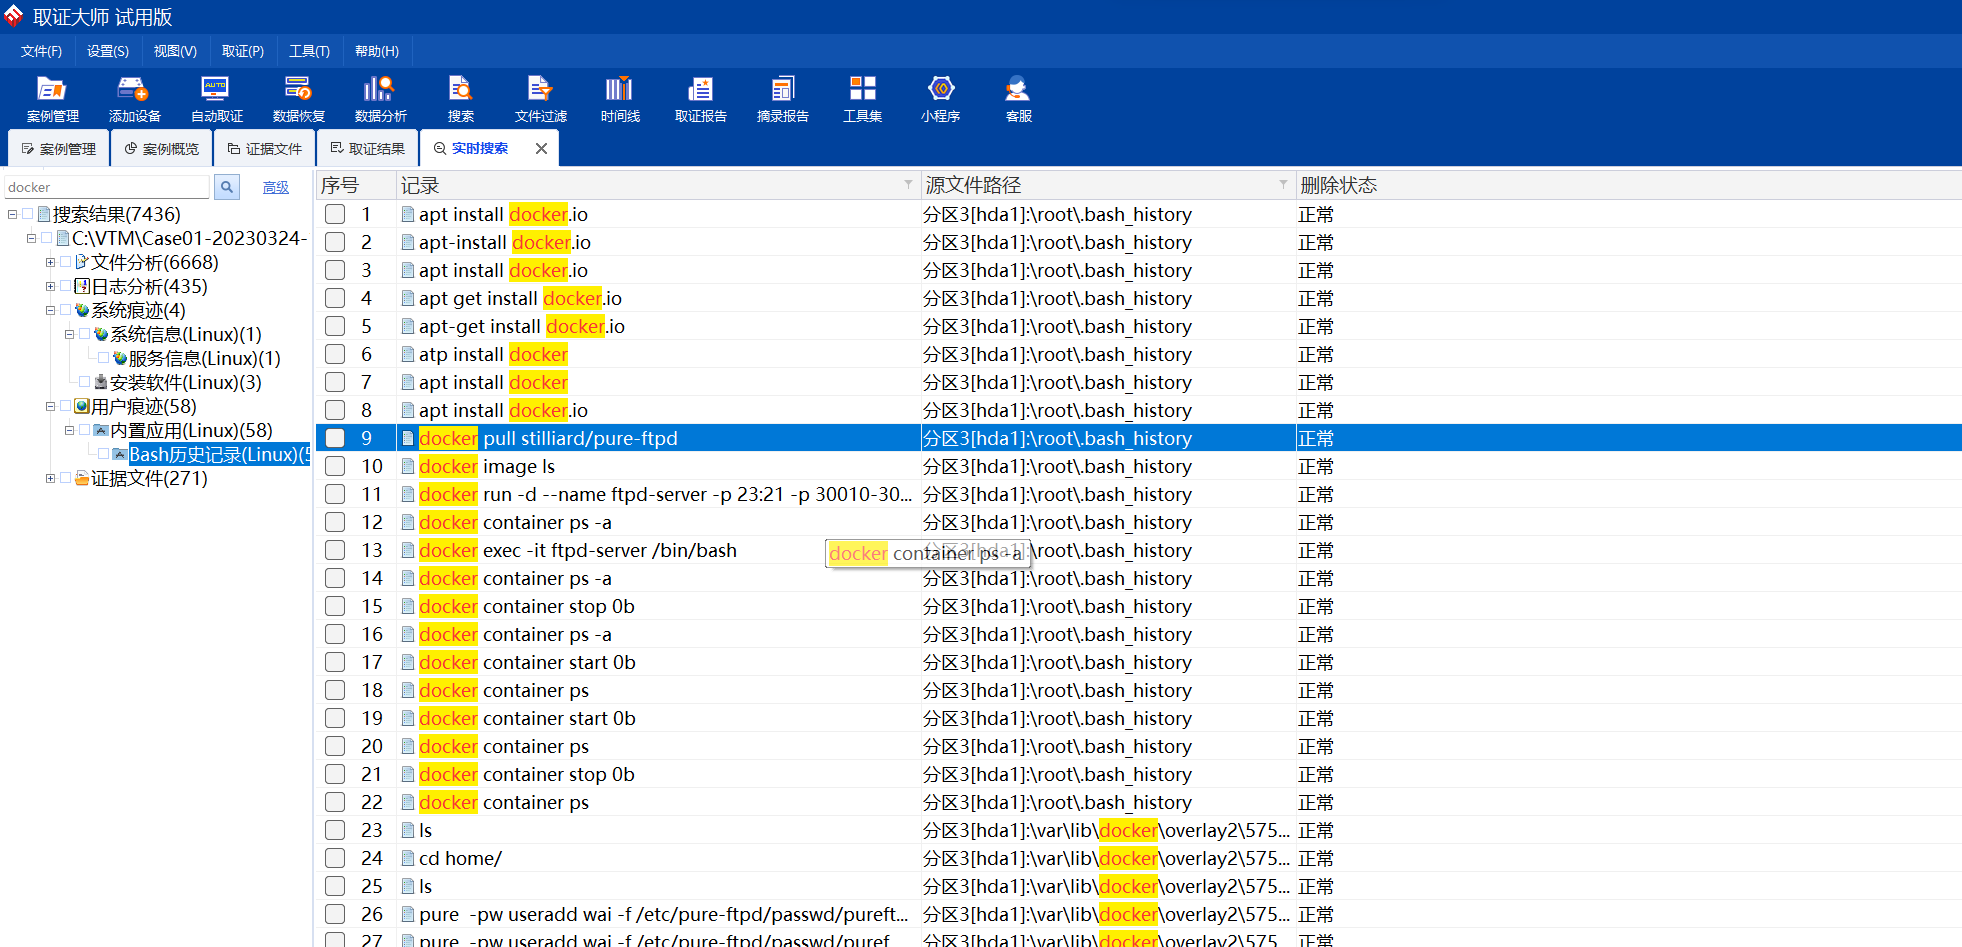 取证大师 试用版
文件(F) 设置(S) 视图(V) 取证(P) 工具(T) 帮助(H)
AUTO
案例管理 添加设备 自动取证 数据恢复 数据分析 搜索 文件过滤 时间线 取证报告 摘录报告 工具集 小程序 客服
案例管理 案例概览 证据文件 取证结果 实时搜索
docker 高级
搜索结果(7436)
C:\VTM\Case01-20230324-
文件分析(6668)
日志分析(435)
系统痕迹(4)
系统信息(Linux)(1)
服务信息(Linux)(1)
安装软件(Linux)(3)
用户痕迹(58)
内置应用(Linux)(58)
Bash历史记录(Linux)(5
证据文件(271)
序号 记录 源文件路径 删除状态
1 apt install docker.io 分区3[hda1]:\root\.bash_history 正常
2 apt-install docker.io 分区3[hda1]:\root\.bash_history 正常
3 apt install docker.io 分区3[hda1]:\root\.bash_history 正常
4 apt get install docker.io 分区3[hda1]:\root\.bash_history 正常
5 apt-get install docker.io 分区3[hda1]:\root\.bash_history 正常
6 atp install docker 分区3[hda1]:\root\.bash_history 正常
7 apt install docker 分区3[hda1]:\root\.bash_history 正常
8 apt install docker.io 分区3[hda1]:\root\.bash_history 正常
9 docker pull stilliard/pure-ftpd 分区3[hda1]:\root\.bash_history 正常
10 docker image ls 分区3[hda1]:\root\.bash_history 正常
11 docker run -d --name ftpd-server -p 23:21 -p 30010-30... 分区3[hda1]:\root\.bash_history 正常
12 docker container ps -a 分区3[hda1]:\root\.bash_history 正常
13 docker exec -it ftpd-server /bin/bash 分区3[hda1]:\root\.bash_history 正常
docker container ps -a
14 docker container ps -a 分区3[hda1]:\root\.bash_history 正常
15 docker container stop 0b 分区3[hda1]:\root\.bash_history 正常
16 docker container ps -a 分区3[hda1]:\root\.bash_history 正常
17 docker container start 0b 分区3[hda1]:\root\.bash_history 正常
18 docker container ps 分区3[hda1]:\root\.bash_history 正常
19 docker container start 0b 分区3[hda1]:\root\.bash_history 正常
20 docker container ps 分区3[hda1]:\root\.bash_history 正常
21 docker container stop 0b 分区3[hda1]:\root\.bash_history 正常
22 docker container ps 分区3[hda1]:\root\.bash_history 正常
23 ls 分区3[hda1]:\var\lib\docker\overlay2\575... 正常
24 cd home/ 分区3[hda1]:\var\lib\docker\overlay2\575... 正常
25 ls 分区3[hda1]:\var\lib\docker\overlay2\575... 正常
26 pure -pw useradd wai -f /etc/pure-ftpd/passwd/pureft... 分区3[hda1]:\var\lib\docker\overlay2\575... 正常
27 pure -pw useradd wai -f /etc/pure-ftpd/passwd/puref 分区3[hda1]:\var\lib\docker\overlay2\575... 正常